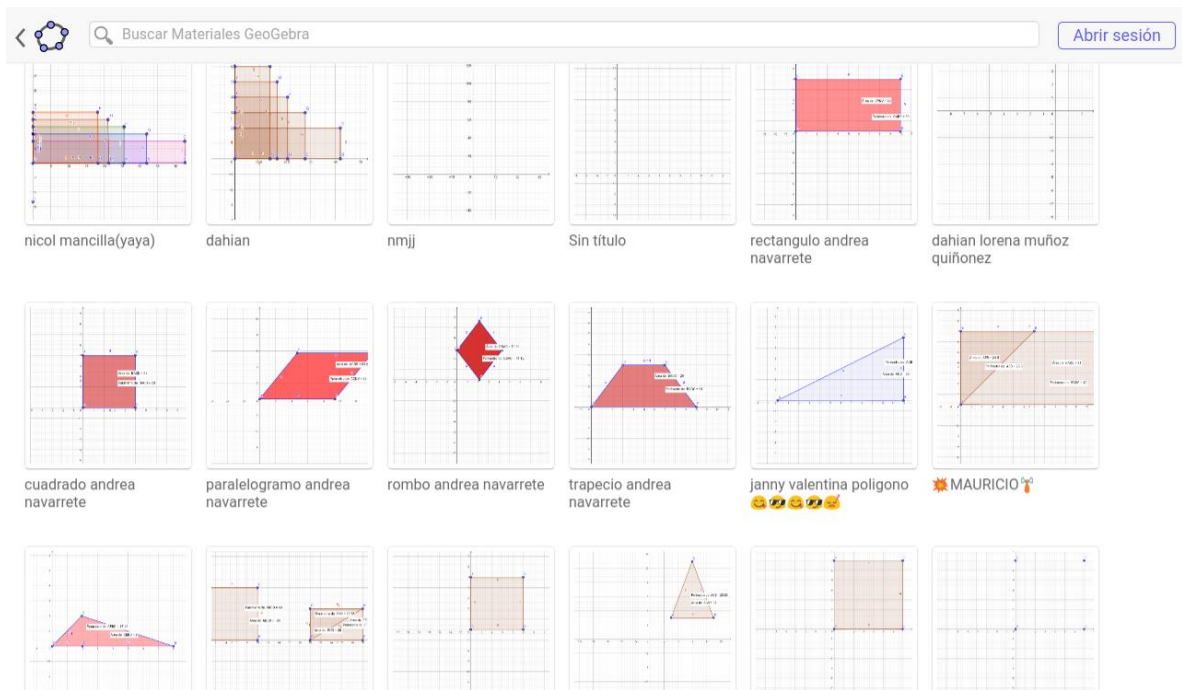 Buscar Materiales GeoGebra
Abrir sesión
nicol mancilla(yaya)
dahian
nmjj
Sin título
rectangulo andrea
navarrete
dahian lorena muñoz
quiñonez
cuadrado andrea
navarrete
paralelogramo andrea
navarrete
rombo andrea navarrete
trapecio andrea
navarrete
janny valentina poligono
😋😎😋😎😴
💥MAURICIO